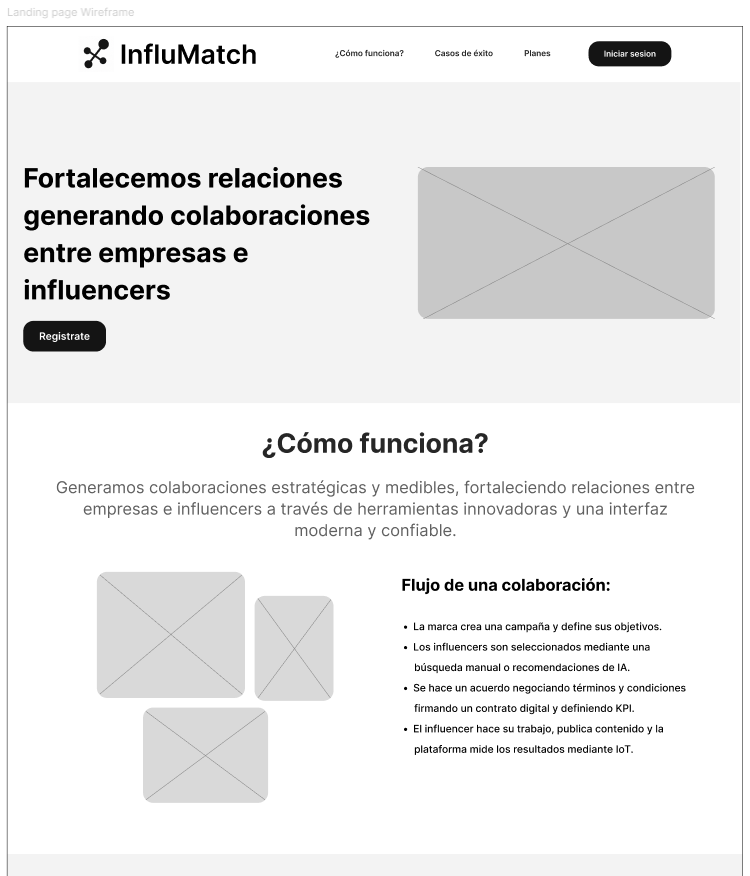 Landing page Wireframe
InfluMatch
¿Cómo funciona?
Casos de éxito
Planes
Iniciar sesion
Fortalecemos relaciones
generando colaboraciones
entre empresas e
influencers
Registrate
¿Cómo funciona?
Generamos colaboraciones estratégicas y medibles, fortaleciendo relaciones entre
empresas e influencers a través de herramientas innovadoras y una interfaz
moderna y confiable.
Flujo de una colaboración:
• La marca crea una campaña y define sus objetivos.
• Los influencers son seleccionados mediante una
búsqueda manual o recomendaciones de IA.
• Se hace un acuerdo negociando términos y condiciones
firmando un contrato digital y definiendo KPI.
• El influencer hace su trabajo, publica contenido y la
plataforma mide los resultados mediante IoT.